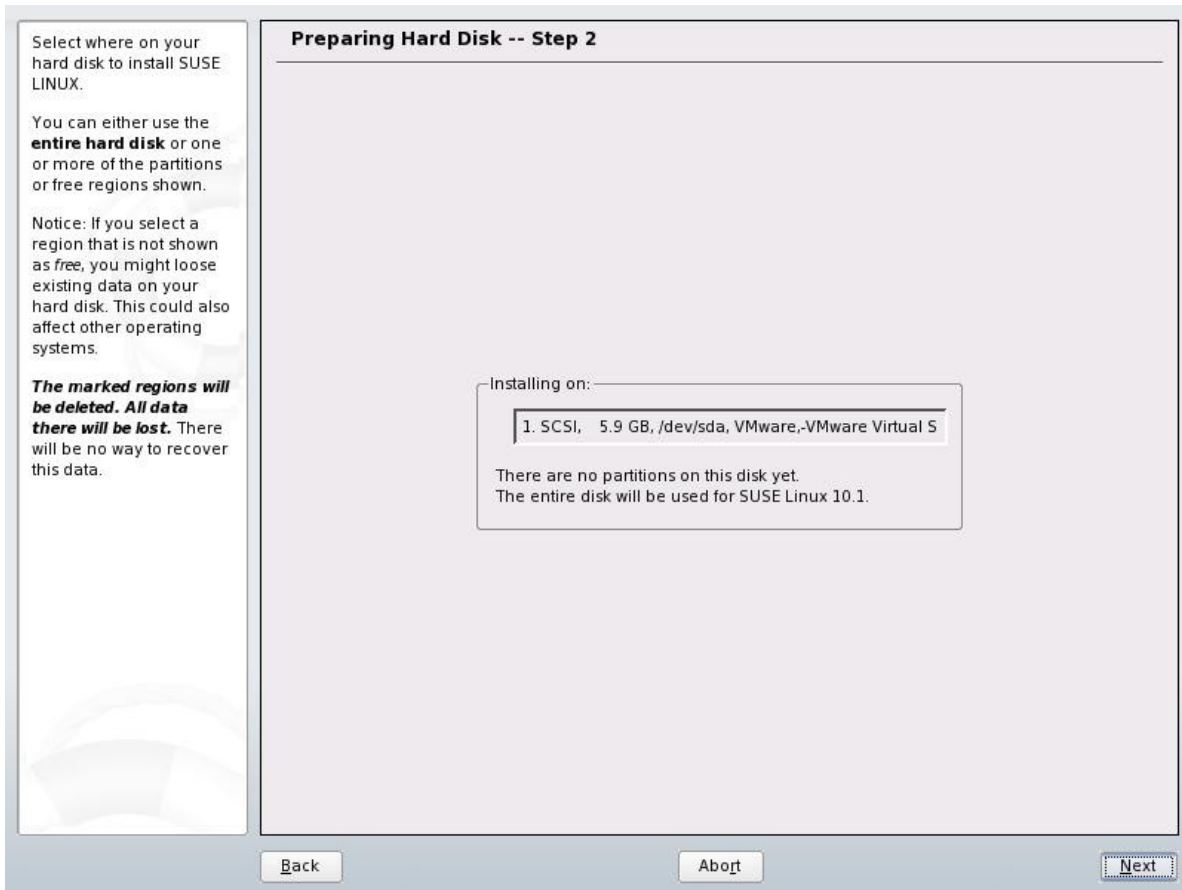 Select where on your
hard disk to install SUSE
LINUX.
You can either use the
entire hard disk or one
or more of the partitions
or free regions shown.
Notice: If you select a
region that is not shown
as free, you might loose
existing data on your
hard disk. This could also
affect other operating
systems.
The marked regions will
be deleted. All data
there will be lost. There
will be no way to recover
this data.
Preparing Hard Disk -- Step 2
Installing on:
1. SCSI, 5.9 GB, /dev/sda, VMware,-VMware Virtual S
There are no partitions on this disk yet.
The entire disk will be used for SUSE Linux 10.1.
Back
Abort
Next